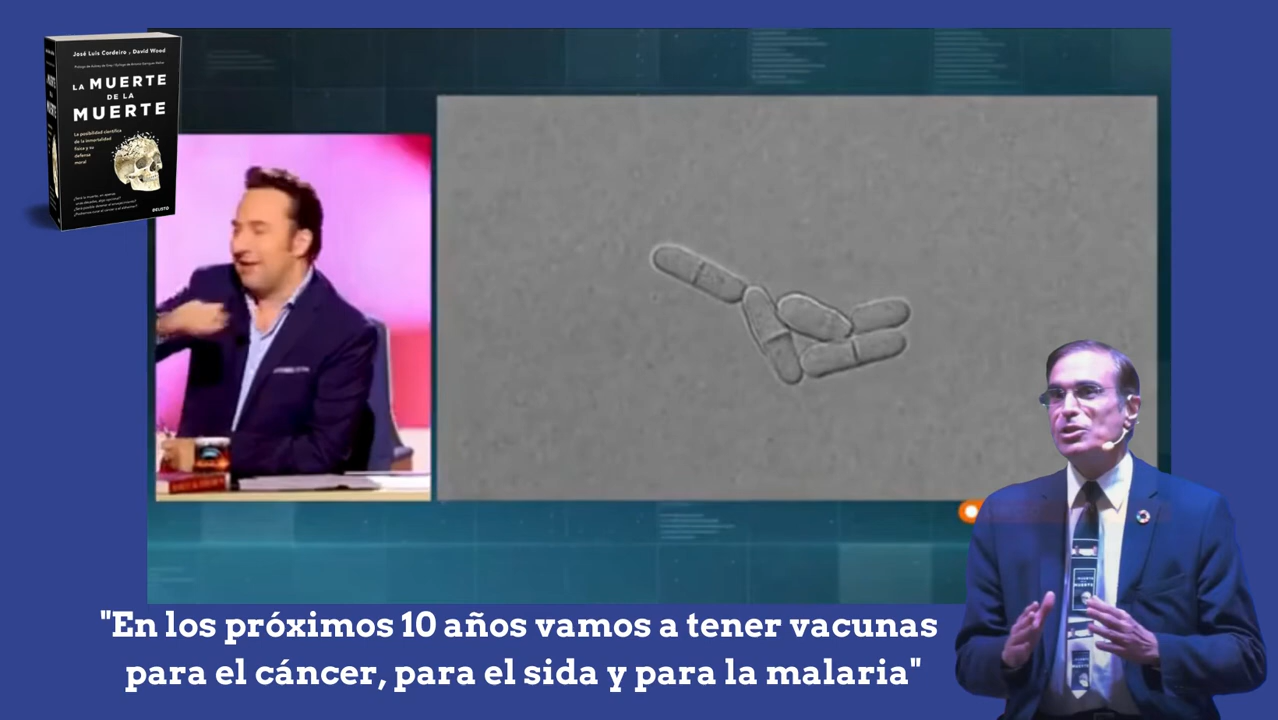 José Luis Cordeiro y David Wood
LA MUERTE
DE LA
MUERTE
La posibilidad científica
de la inmortalidad
física y su
defensa
moral
DEUSTO
"En los próximos 10 años vamos a tener vacunas
para el cáncer, para el sida y para la malaria"